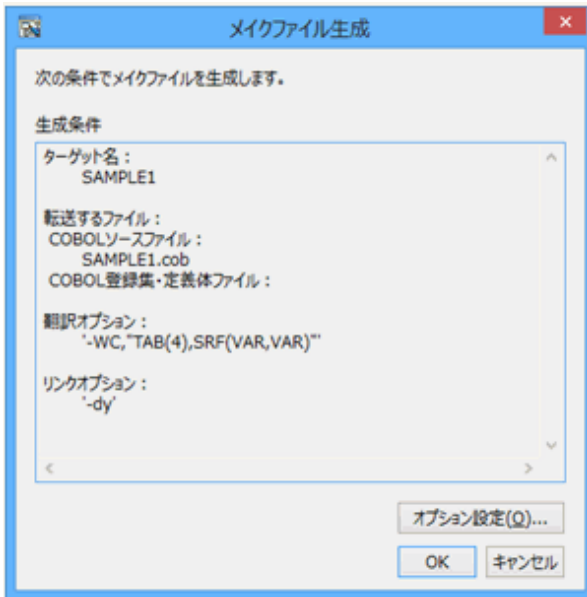 メイクファイル生成
次の条件でメイクファイルを生成します。
生成条件
ターゲット名：
SAMPLE1
転送するファイル：
COBOLソースファイル：
SAMPLE1.cob
COBOL登録集・定義体ファイル：
翻訳オプション：
'-WC,"TAB(4),SRF(VAR,VAR)"'
リンクオプション：
'-dy'
オプション設定(O)...
OK キャンセル